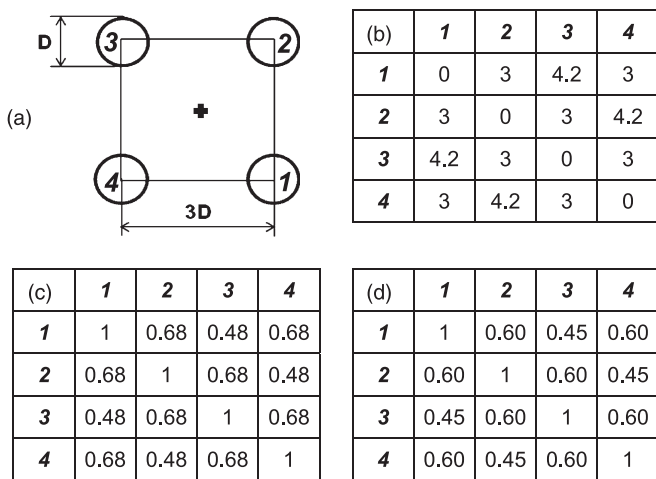 D
3
2
(a)
4
1
3D
(b) 1 2 3 4
1 0 3 4.2 3
2 3 0 3 4.2
3 4.2 3 0 3
4 3 4.2 3 0
(c) 1 2 3 4
1 1 0.68 0.48 0.68
2 0.68 1 0.68 0.48
3 0.48 0.68 1 0.68
4 0.68 0.48 0.68 1
(d) 1 2 3 4
1 1 0.60 0.45 0.60
2 0.60 1 0.60 0.45
3 0.45 0.60 1 0.60
4 0.60 0.45 0.60 1